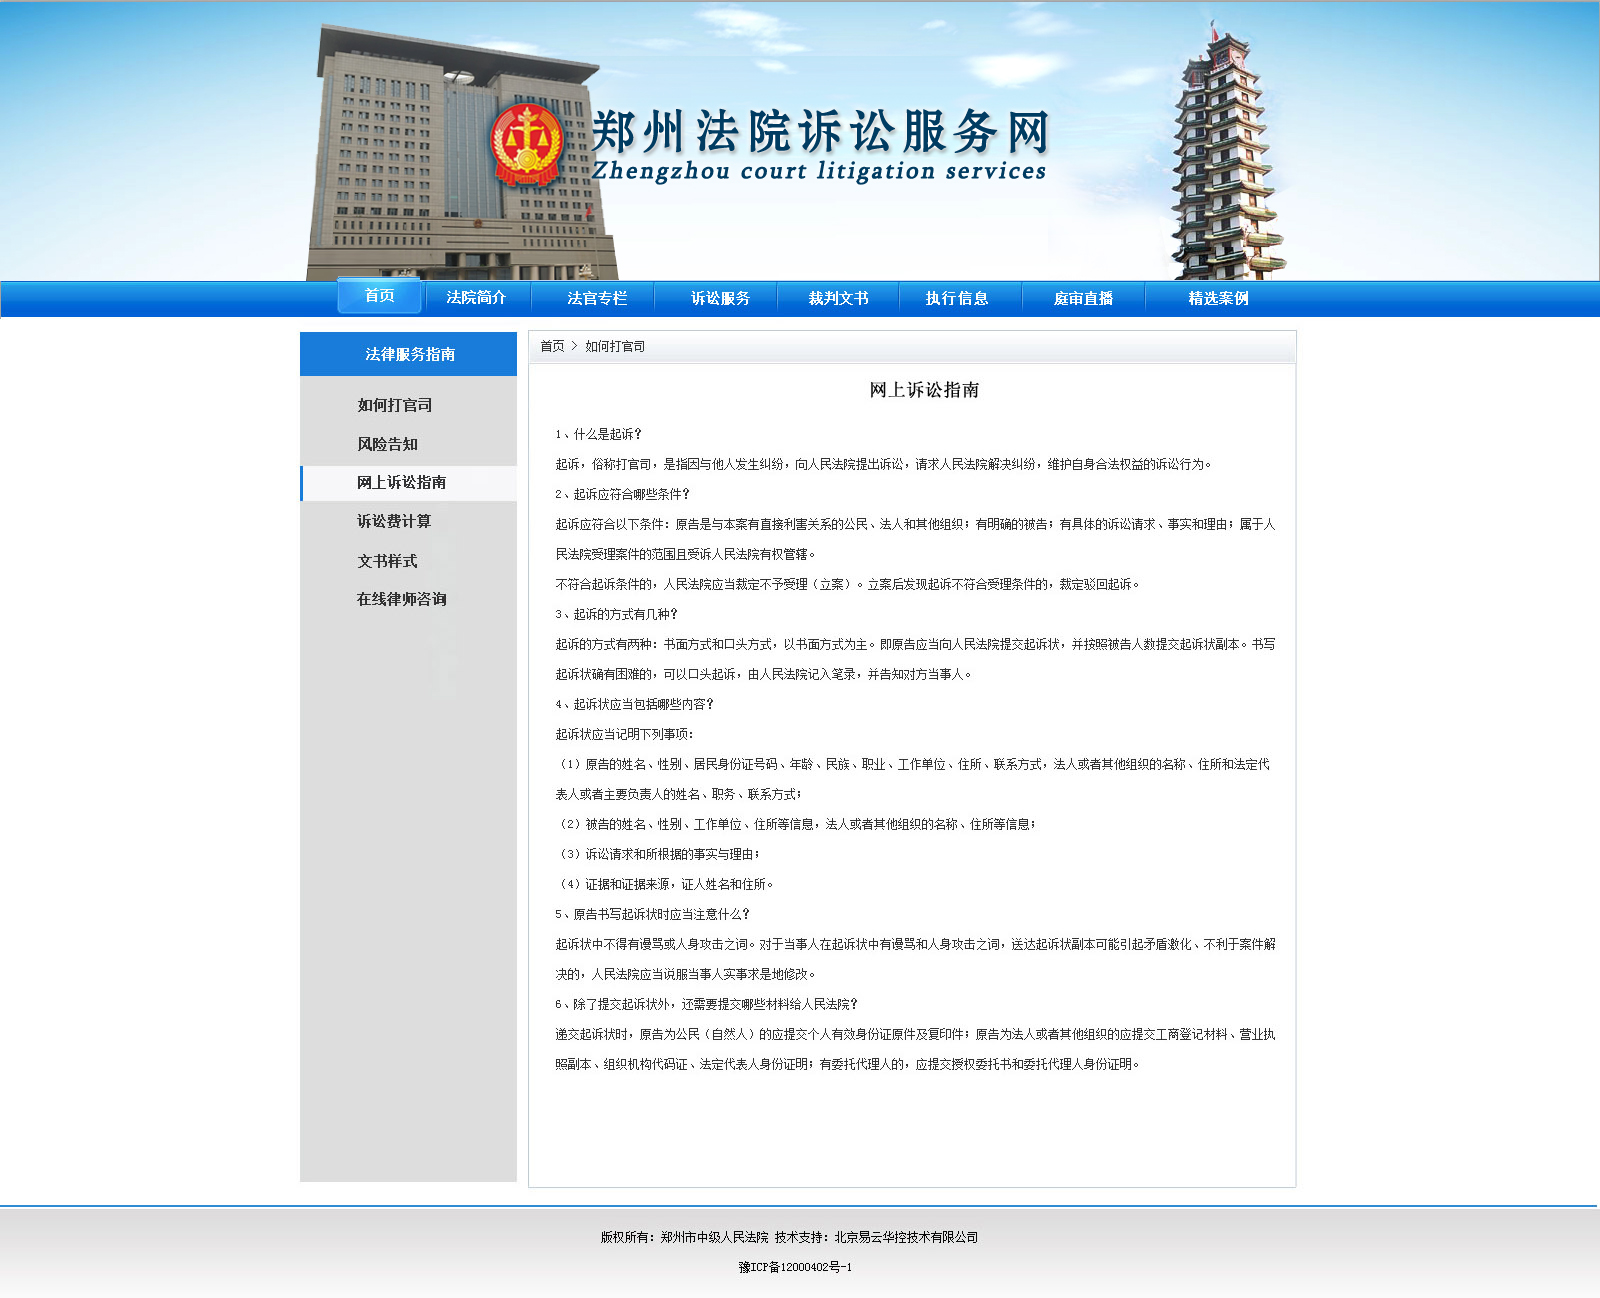 郑州法院诉讼服务网
Zhengzhou court litigation services
首页 法院简介 法官专栏 诉讼服务 裁判文书 执行信息 庭审直播 精选案例
法律服务指南
如何打官司
风险告知
网上诉讼指南
诉讼费计算
文书样式
在线律师咨询
首页 > 如何打官司
网上诉讼指南
1、什么是起诉？
起诉，俗称打官司，是指因与他人发生纠纷，向人民法院提出诉讼，请求人民法院解决纠纷，维护自身合法权益的诉讼行为。
2、起诉应符合哪些条件？
起诉应符合以下条件：原告是与本案有直接利害关系的公民、法人和其他组织；有明确的被告；有具体的诉讼请求、事实和理由；属于人
民法院受理案件的范围且受诉人民法院有权管辖。
不符合起诉条件的，人民法院应当裁定不予受理（立案）。立案后发现起诉不符合受理条件的，裁定驳回起诉。
3、起诉的方式有几种？
起诉的方式有两种：书面方式和口头方式，以书面方式为主。即原告应当向人民法院提交起诉状，并按照被告人数提交起诉状副本。书写
起诉状确有困难的，可以口头起诉，由人民法院记入笔录，并告知对方当事人。
4、起诉状应当包括哪些内容？
起诉状应当记明下列事项：
（1）原告的姓名、性别、居民身份证号码、年龄、民族、职业、工作单位、住所、联系方式，法人或者其他组织的名称、住所和法定代
表人或者主要负责人的姓名、职务、联系方式；
（2）被告的姓名、性别、工作单位、住所等信息，法人或者其他组织的名称、住所等信息；
（3）诉讼请求和所根据的事实与理由；
（4）证据和证据来源，证人姓名和住所。
5、原告书写起诉状时应当注意什么？
起诉状中不得有谩骂或人身攻击之词。对于当事人在起诉状中有谩骂和人身攻击之词，送达起诉状副本可能引起矛盾激化、不利于案件解
决的，人民法院应当说服当事人实事求是地修改。
6、除了提交起诉状外，还需要提交哪些材料给人民法院？
递交起诉状时，原告为公民（自然人）的应提交个人有效身份证原件及复印件；原告为法人或者其他组织的应提交工商登记材料、营业执
照副本、组织机构代码证、法定代表人身份证明；有委托代理人的，应提交授权委托书和委托代理人身份证明。
版权所有：郑州市中级人民法院 技术支持：北京易云华控技术有限公司
豫ICP备12000402号-1